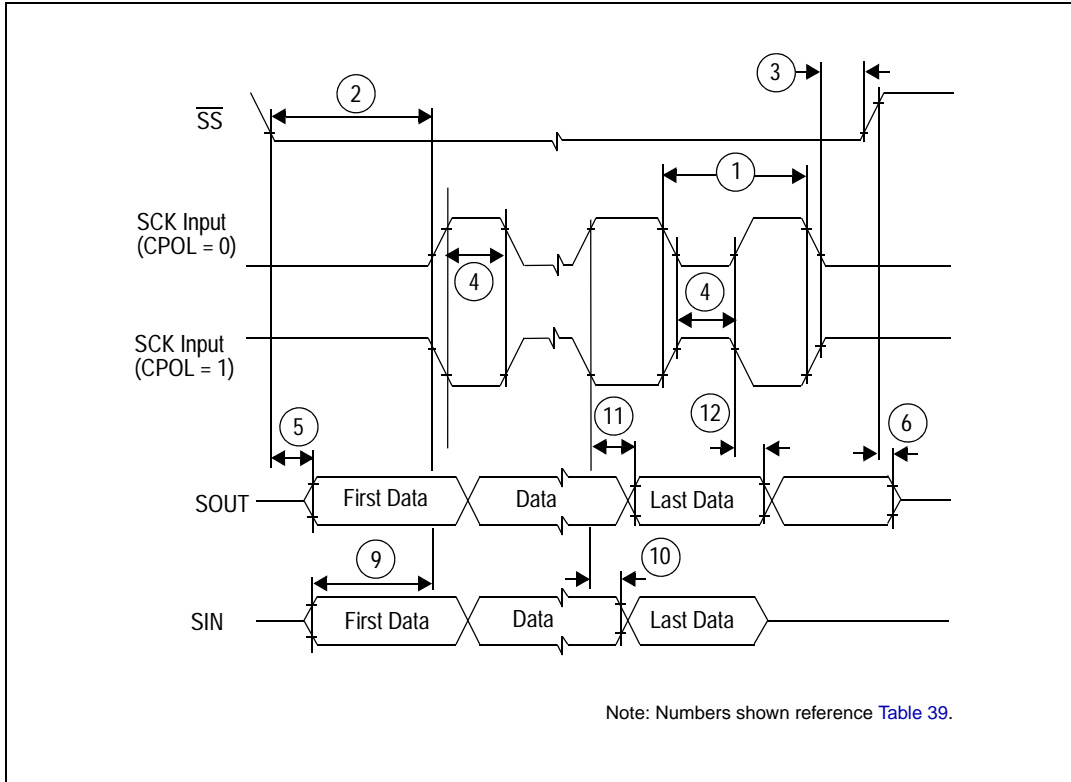 2
3
SS
1
SCK Input
(CPOL = 0)
4
4
SCK Input
(CPOL = 1)
5
11
12
6
SOUT
First Data
Data
Last Data
9
10
SIN
First Data
Data
Last Data
Note: Numbers shown reference Table 39.